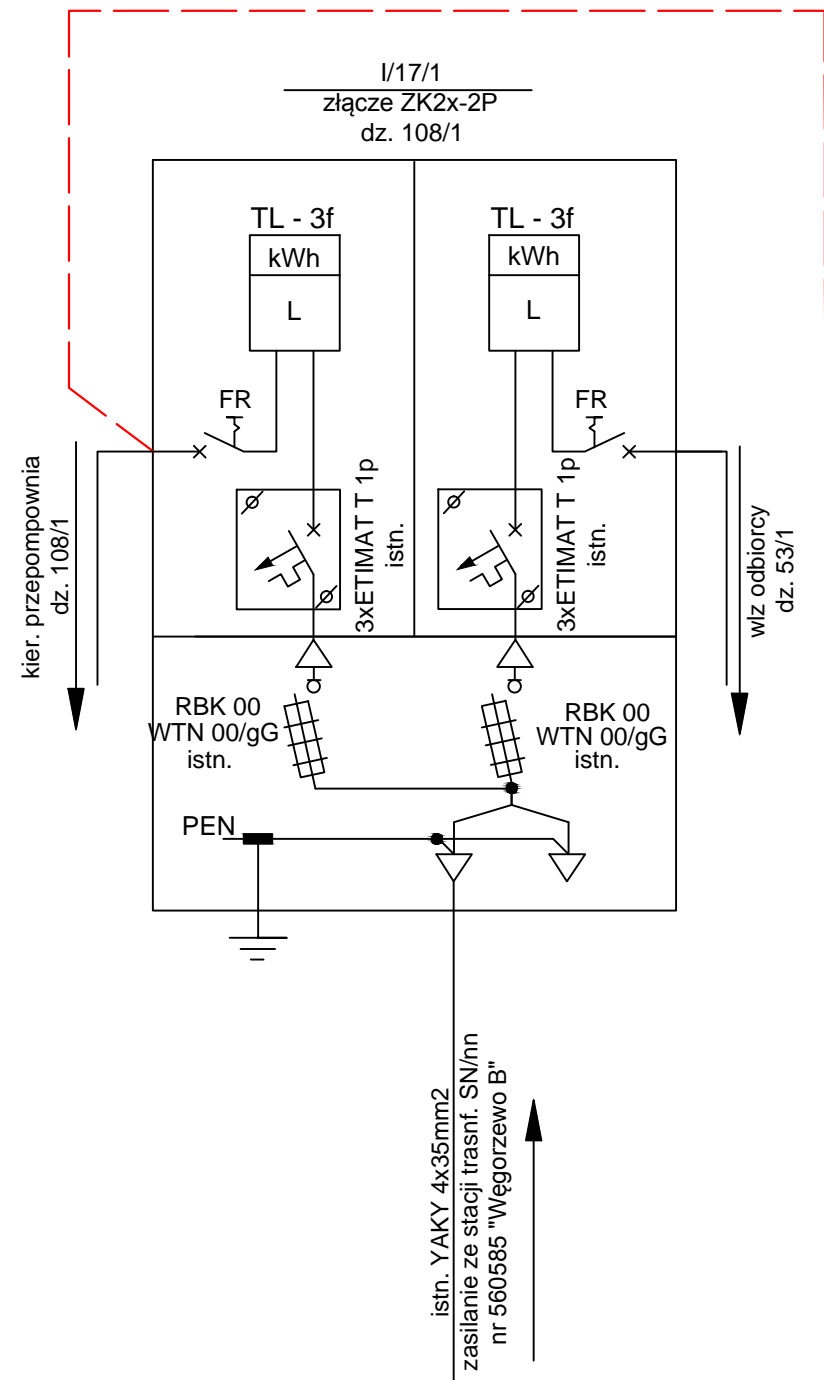 I/17/1
złącze ZK2x-2P
dz. 108/1
TL - 3f
kWh
L
TL - 3f
kWh
L
FR
FR
kier. przepompownia
dz. 108/1
3xETIMAT T 1p
istn.
3xETIMAT T 1p
istn.
wlz odbiorcy
dz. 53/1
RBK 00
WTN 00/gG
istn.
RBK 00
WTN 00/gG
istn.
PEN
istn. YAKY 4x35mm2
zasilanie ze stacji trasnf. SN/nn
nr 560585 "Węgorzewo B"